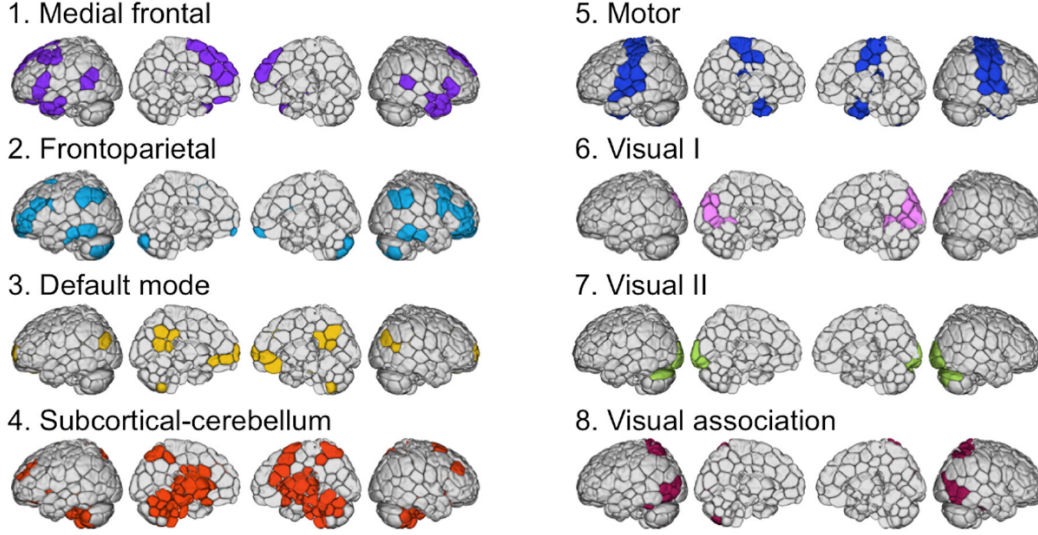 1. Medial frontal
2. Frontoparietal
3. Default mode
4. Subcortical-cerebellum
5. Motor
6. Visual I
7. Visual II
8. Visual association